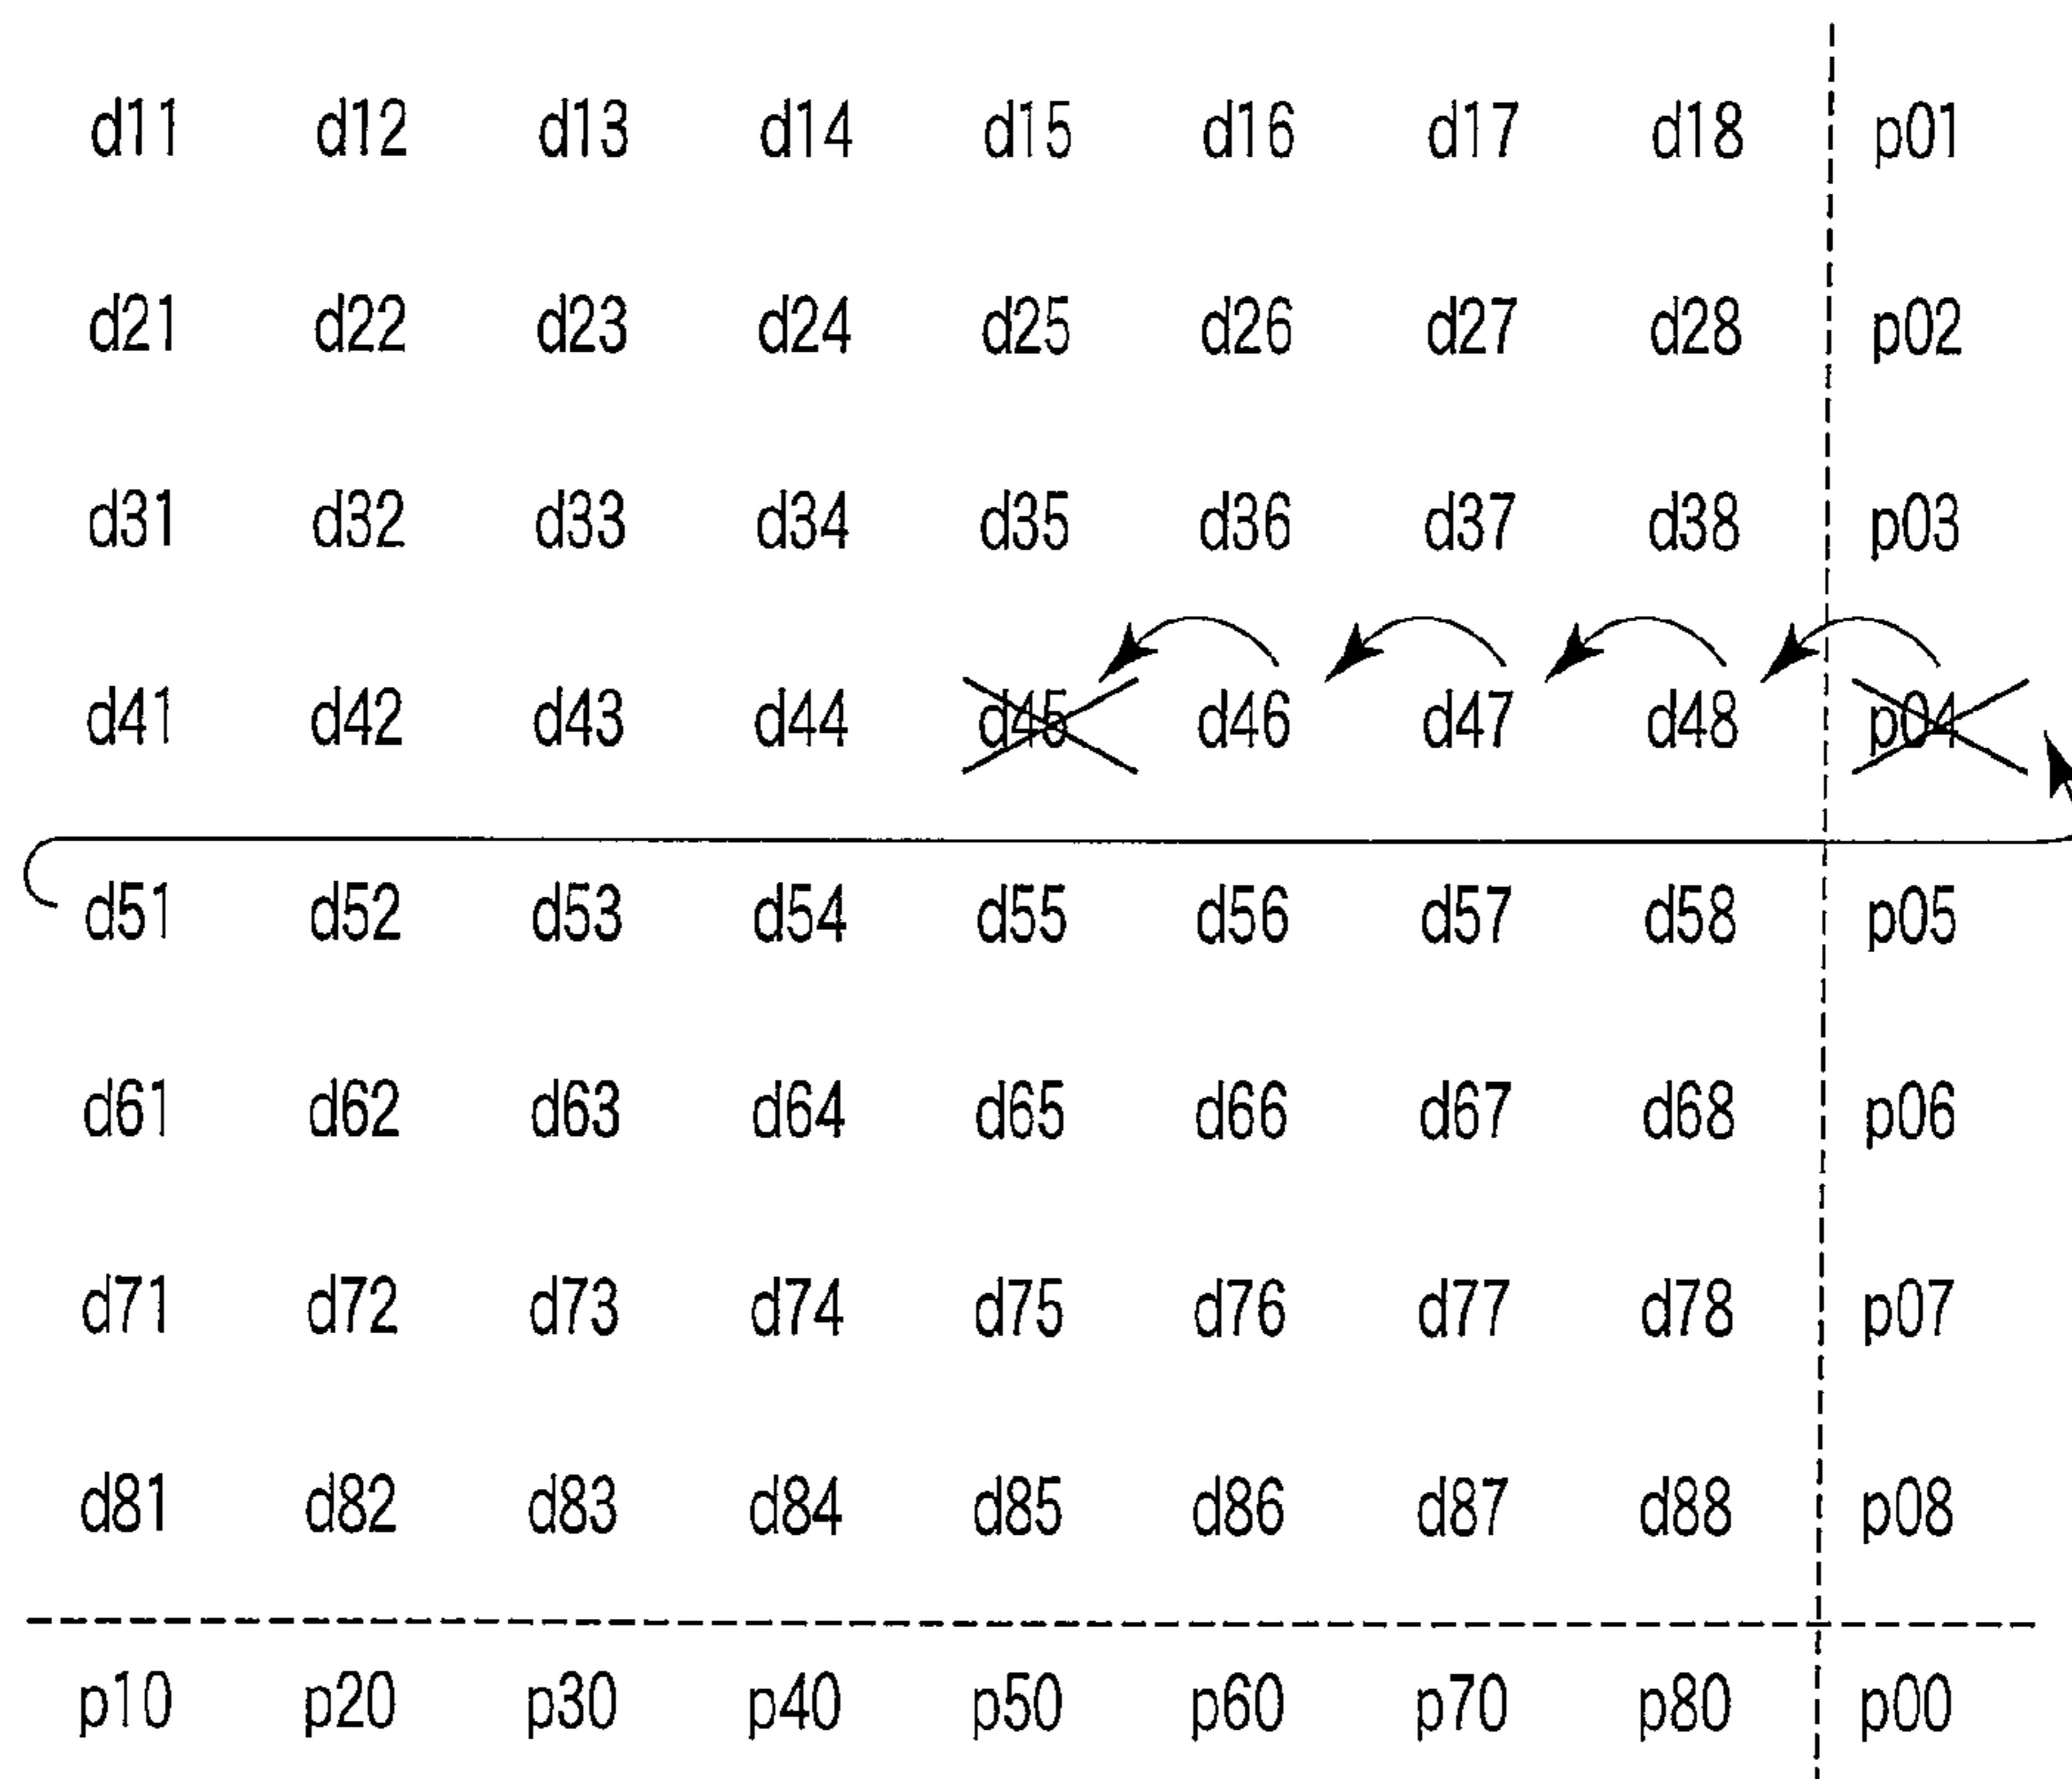 d11 d12 d13 d14 d15 d16 d17 d18 p01
d21 d22 d23 d24 d25 d26 d27 d28 p02
d31 d32 d33 d34 d35 d36 d37 d38 p03
d41 d42 d43 d44 d45 d46 d47 d48 p04
d51 d52 d53 d54 d55 d56 d57 d58 p05
d61 d62 d63 d64 d65 d66 d67 d68 p06
d71 d72 d73 d74 d75 d76 d77 d78 p07
d81 d82 d83 d84 d85 d86 d87 d88 p08
p10 p20 p30 p40 p50 p60 p70 p80 p00